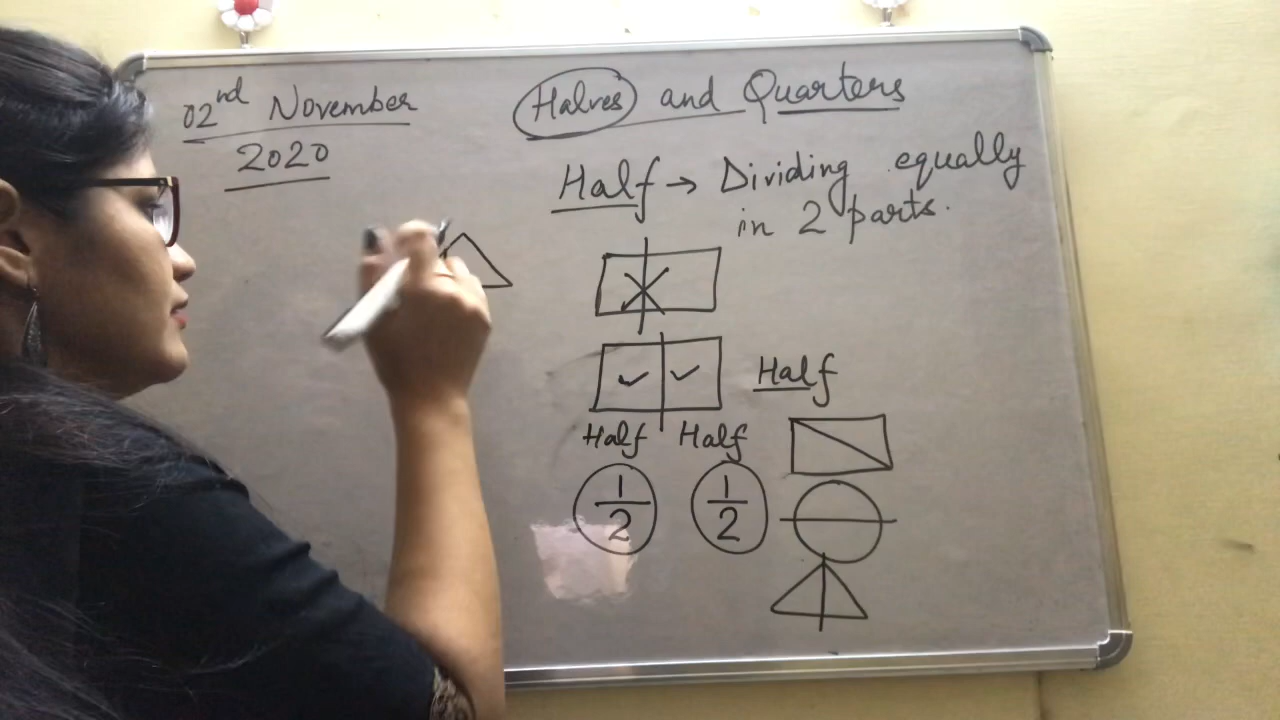 02nd November
2020
Halves and Quarters
Half → Dividing equally
in 2 parts.
Half
Half Half
1/2 1/2